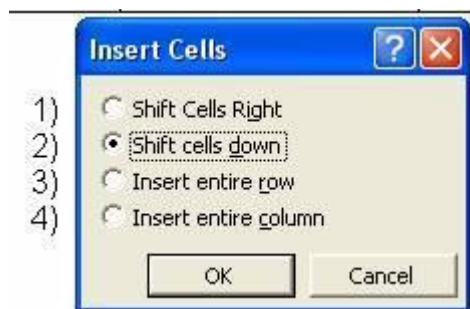 Insert Cells ?
1) Shift Cells Right
2) Shift cells down
3) Insert entire row
4) Insert entire column
OK Cancel